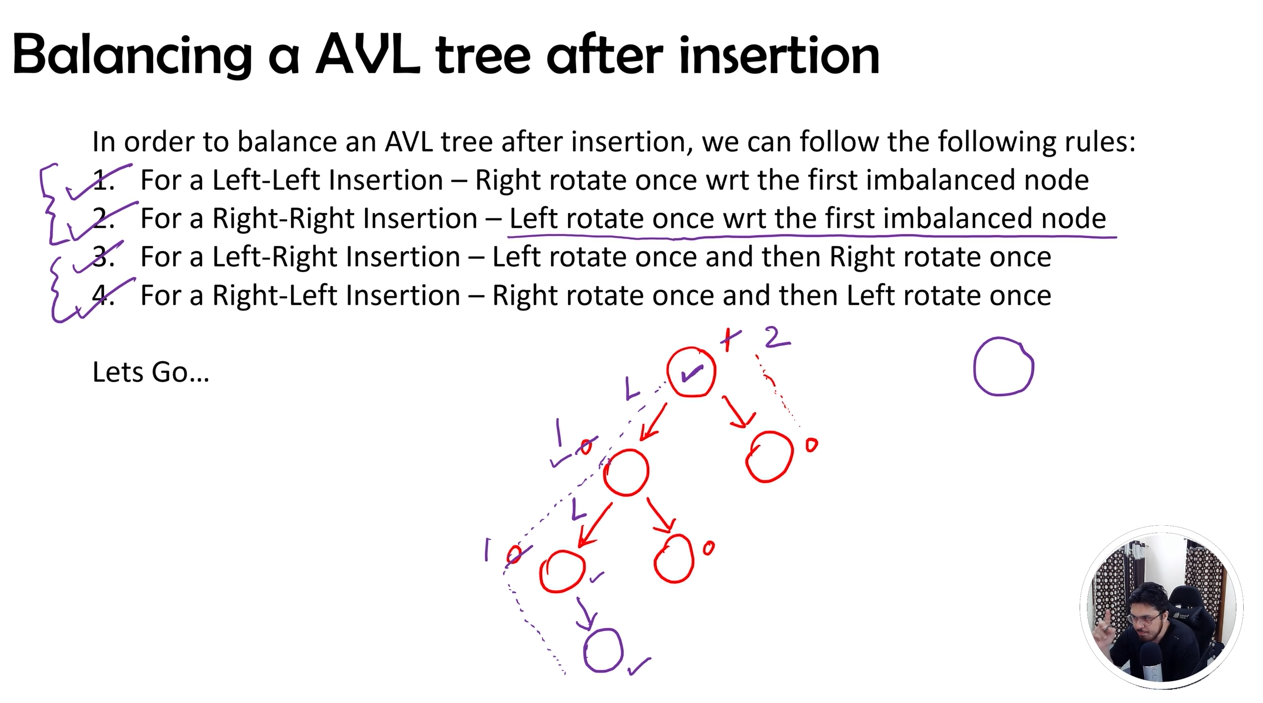 Balancing a AVL tree after insertion
In order to balance an AVL tree after insertion, we can follow the following rules:
1. For a Left-Left Insertion – Right rotate once wrt the first imbalanced node
2. For a Right-Right Insertion – Left rotate once wrt the first imbalanced node
3. For a Left-Right Insertion – Left rotate once and then Right rotate once
4. For a Right-Left Insertion – Right rotate once and then Left rotate once
Lets Go...
1 2
L
1 0
0
L
1 0
0